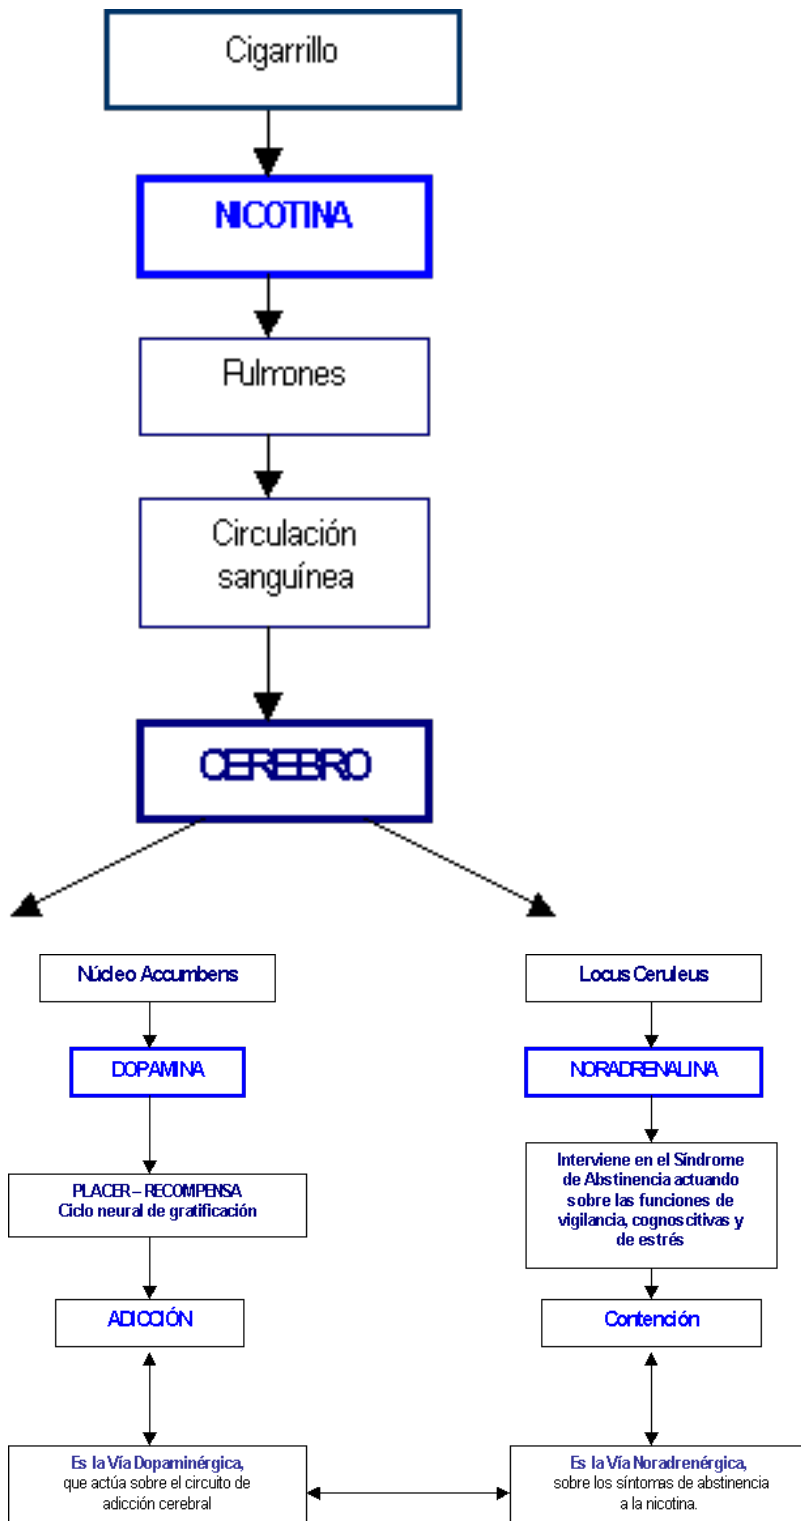 Cigarrillo
NICOTINA
Pulmones
Circulación
sanguínea
CEREBRO
Núcleo Accumbens
DOPAMINA
PLACER – RECOMPENSA
Ciclo neural de gratificación
ADICCIÓN
Es la Vía Dopaminérgica,
que actúa sobre el circuito de
adicción cerebral
Locus Ceruleus
NORADRENALINA
Interviene en el Síndrome
de Abstinencia actuando
sobre las funciones de
vigilancia, cognoscitivas y
de estrés
Contención
Es la Vía Noradrenérgica,
sobre los síntomas de abstinencia
a la nicotina.